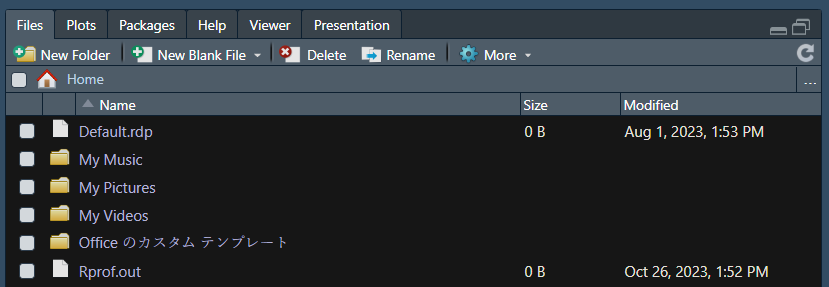 Files Plots Packages Help Viewer Presentation
New Folder New Blank File Delete Rename More
Home ...
Name Size Modified
Default.rdp 0 B Aug 1, 2023, 1:53 PM
My Music
My Pictures
My Videos
Office のカスタム テンプレート
Rprof.out 0 B Oct 26, 2023, 1:52 PM